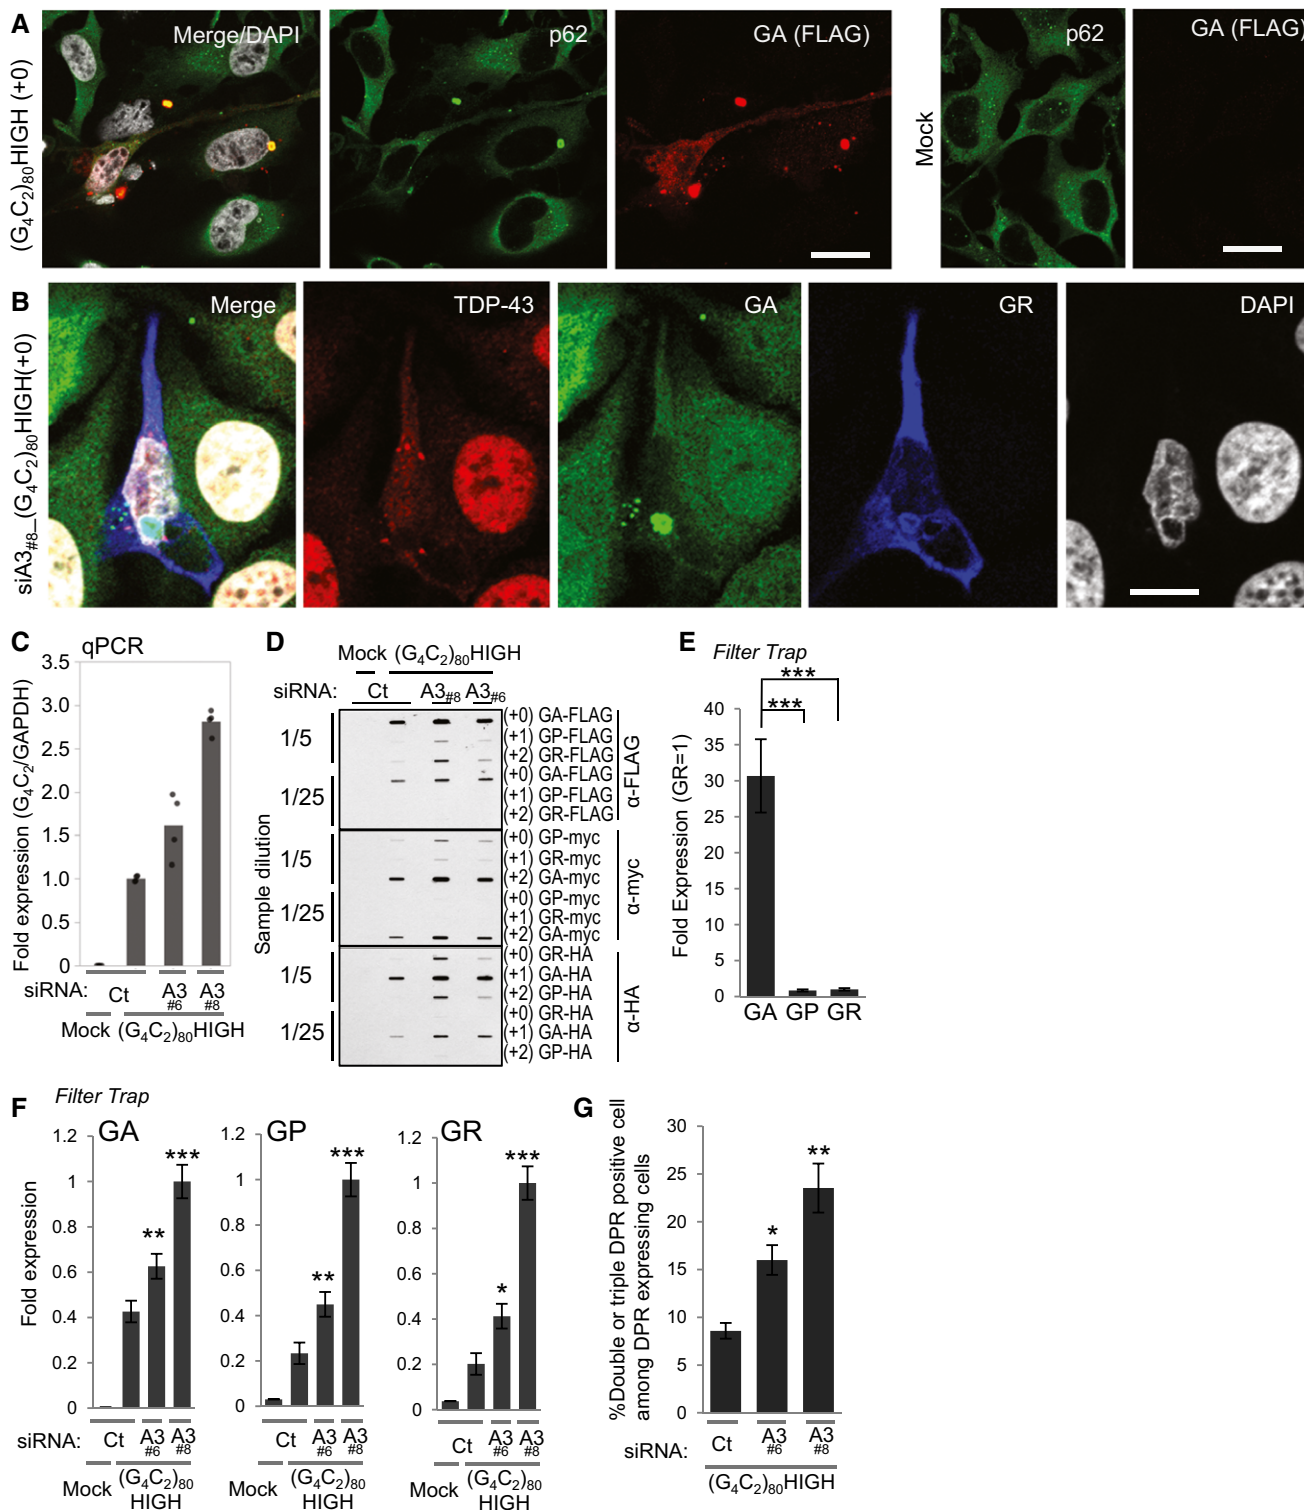 A
(G4C2)80HIGH (+0)
Merge/DAPI
p62
GA (FLAG)
Mock
p62
GA (FLAG)
B
siA3#8_(G4C2)80HIGH(+0)
Merge
TDP-43
GA
GR
DAPI
C
qPCR
Fold expression (G4C2/GAPDH)
3.5
3.0
2.5
2.0
1.5
1.0
0.5
0
siRNA:
Ct
A3#6
A3#8
Mock
(G4C2)80HIGH
D
Mock (G4C2)80HIGH
siRNA:
Ct
A3#8
A3#6
Sample dilution
1/5
(+0) GA-FLAG
(+1) GP-FLAG
(+2) GR-FLAG
1/25
(+0) GA-FLAG
(+1) GP-FLAG
(+2) GR-FLAG
α-FLAG
1/5
(+0) GP-myc
(+1) GR-myc
(+2) GA-myc
1/25
(+0) GP-myc
(+1) GR-myc
(+2) GA-myc
α-myc
1/5
(+0) GR-HA
(+1) GA-HA
(+2) GP-HA
1/25
(+0) GR-HA
(+1) GA-HA
(+2) GP-HA
α-HA
E
Filter Trap
***
***
Fold Expression (GR=1)
40
35
30
25
20
15
10
5
0
GA GP GR
F
Filter Trap
Fold expression
GA
1.2
1
0.8
0.6
0.4
0.2
0
**
***
siRNA:
Ct
A3#6
A3#8
Mock
(G4C2)80
HIGH
GP
1.2
1
0.8
0.6
0.4
0.2
0
**
***
Ct
A3#6
A3#8
Mock
(G4C2)80
HIGH
GR
1.2
1
0.8
0.6
0.4
0.2
0
*
***
Ct
A3#6
A3#8
Mock
(G4C2)80
HIGH
G
%Double or triple DPR positive cell
among DPR expressing cells
30
25
20
15
10
5
0
*
**
siRNA:
Ct
A3#6
A3#8
(G4C2)80HIGH